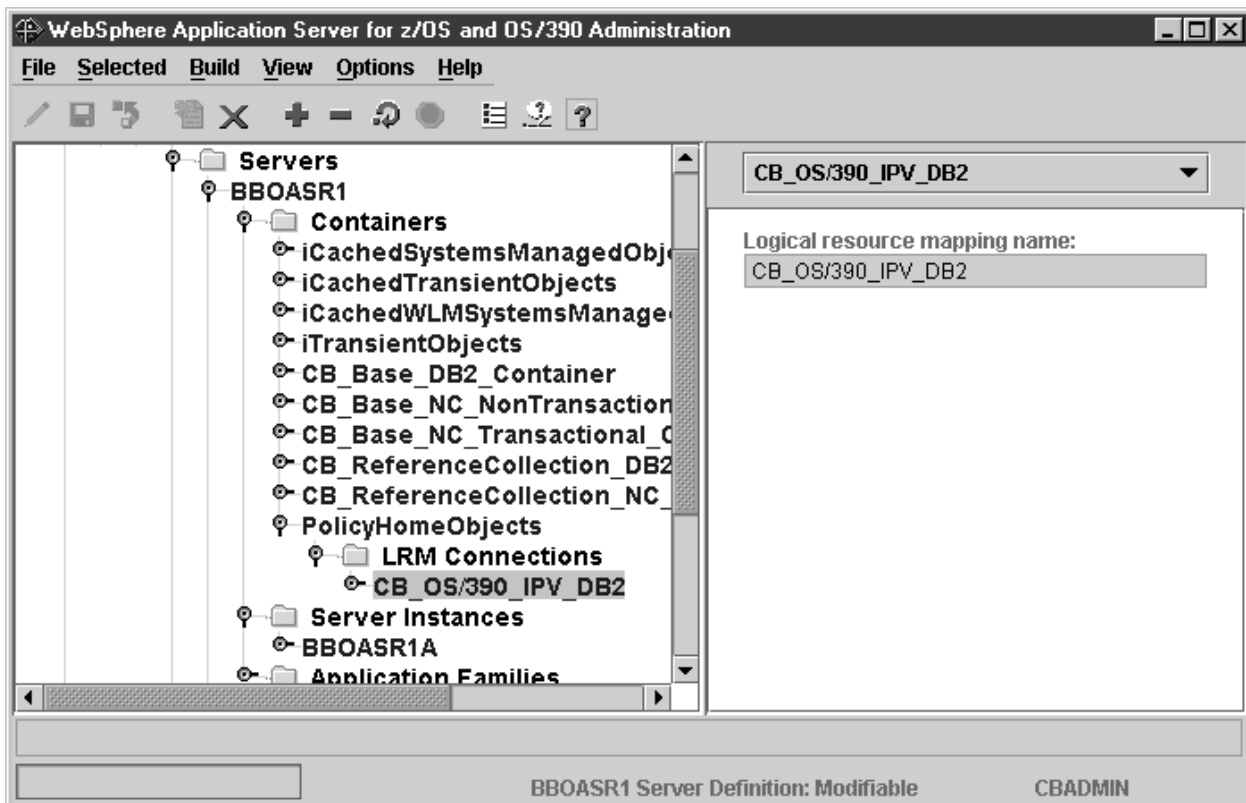 WebSphere Application Server for z/OS and OS/390 Administration
File Selected Build View Options Help
Servers
BBOASR1
Containers
iCachedSystemsManagedObje
iCachedTransientObjects
iCachedWLMSystemsManage
iTransientObjects
CB_Base_DB2_Container
CB_Base_NC_NonTransaction
CB_Base_NC_Transactional_C
CB_ReferenceCollection_DB2
CB_ReferenceCollection_NC_
PolicyHomeObjects
LRM Connections
CB_OS/390_IPV_DB2
Server Instances
BBOASR1A
Application Families
CB_OS/390_IPV_DB2
Logical resource mapping name:
CB_OS/390_IPV_DB2
BBOASR1 Server Definition: Modifiable
CBADMIN